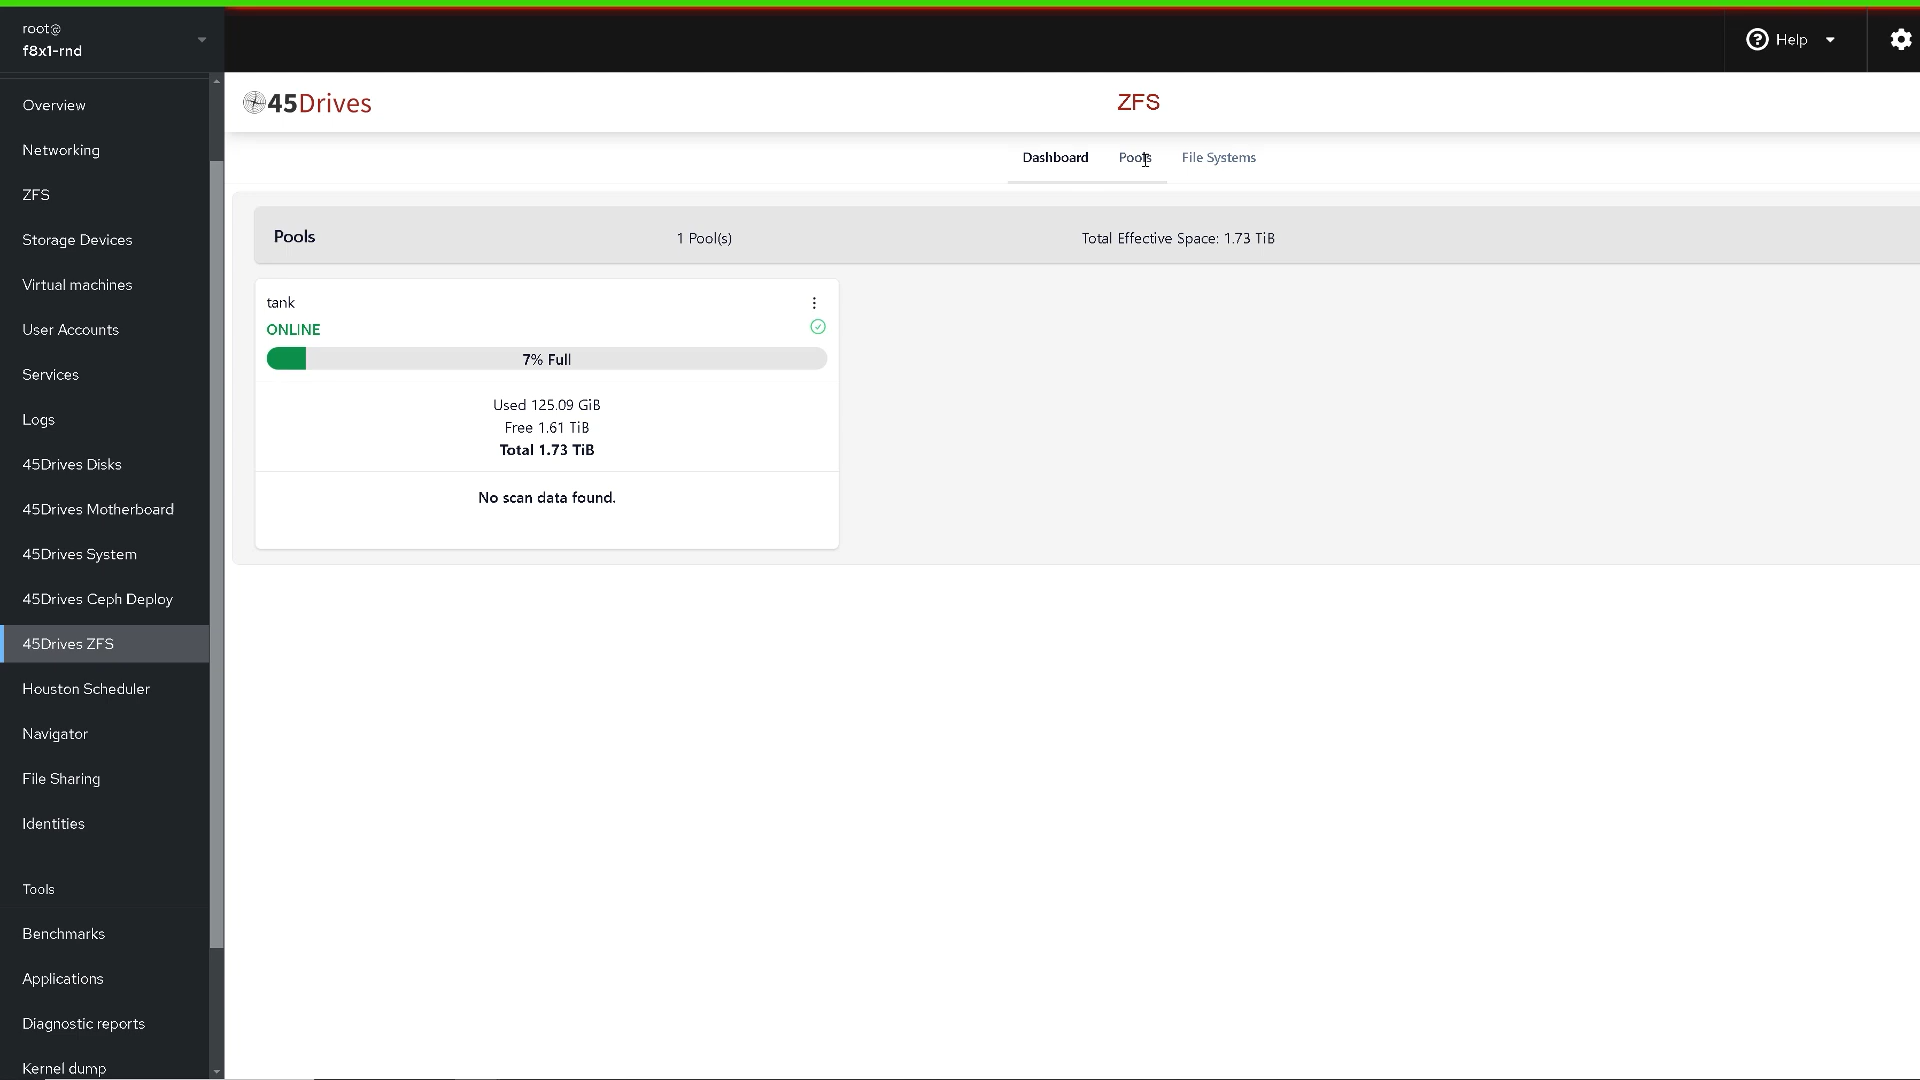 root@
f8x1-rnd
Help
Overview
Networking
ZFS
Storage Devices
Virtual machines
User Accounts
Services
Logs
45Drives Disks
45Drives Motherboard
45Drives System
45Drives Ceph Deploy
45Drives ZFS
Houston Scheduler
Navigator
File Sharing
Identities
Tools
Benchmarks
Applications
Diagnostic reports
Kernel dump
45Drives
ZFS
Dashboard Pools File Systems
Pools 1 Pool(s) Total Effective Space: 1.73 TiB
tank
ONLINE
7% Full
Used 125.09 GiB
Free 1.61 TiB
Total 1.73 TiB
No scan data found.